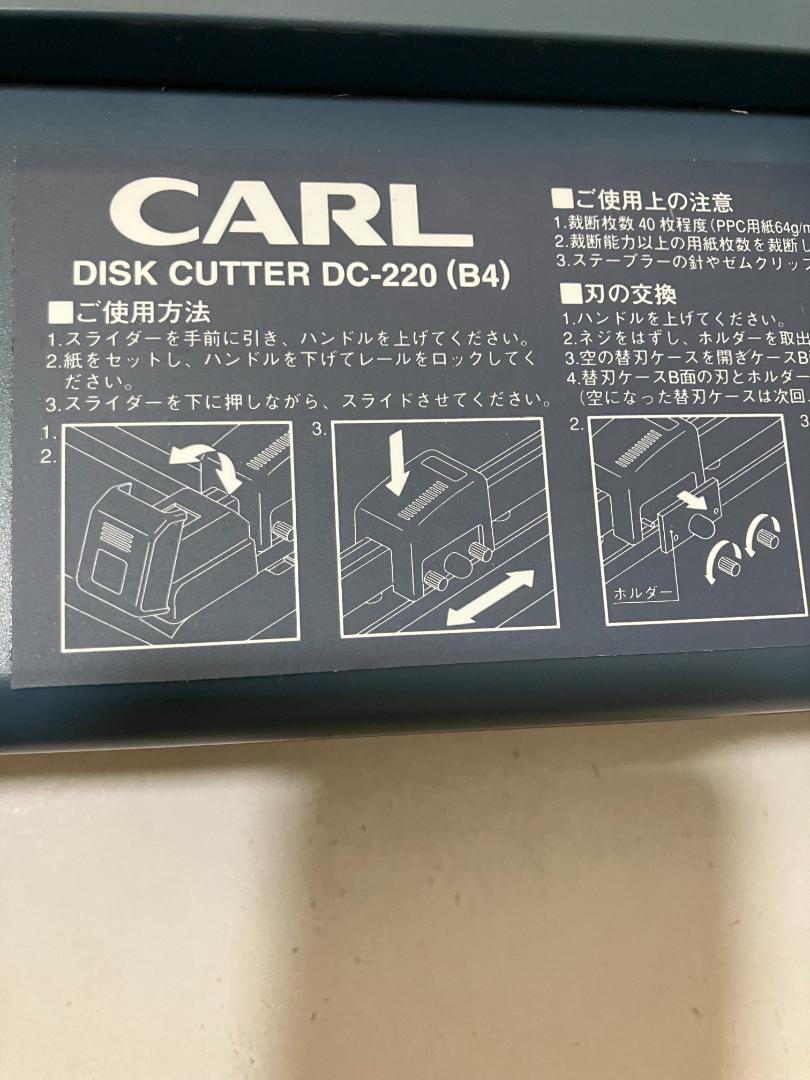 CARL
DISK CUTTER DC-220 (B4)
■ご使用方法
1.スライダーを手前に引き、ハンドルを上げてください。
2.紙をセットし、ハンドルを下げてレールをロックしてく
ださい。
3.スライダーを下に押しながら、スライドさせてください。
1.
2.
3.
■ご使用上の注意
1.裁断枚数 40 枚程度(PPC用紙64g/m
2.裁断能力以上の用紙枚数を裁断し
3.ステープラーの針やゼムクリップ
■刃の交換
1.ハンドルを上げてください。
2.ネジをはずし、ホルダーを取出
3.空の替刃ケースを開きケースB
4.替刃ケースB面の刃とホルダー
(空になった替刃ケースは次回
2.
ホルダー
3